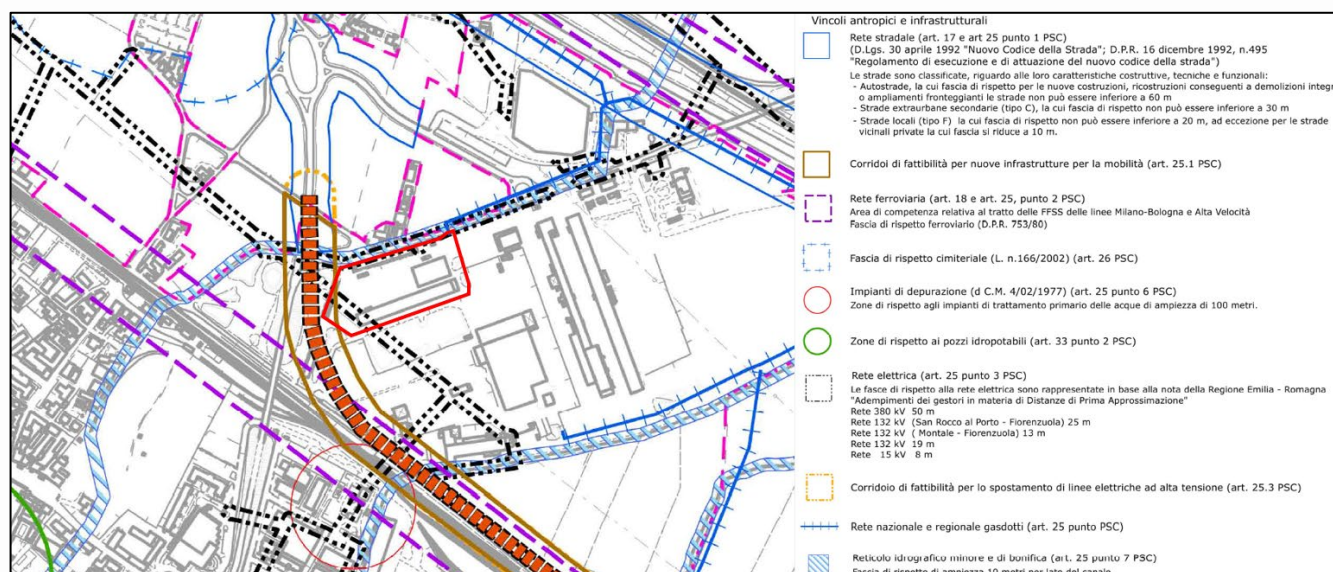 Vincoli antropici e infrastrutturali
Rete stradale (art. 17 e art 25 punto 1 PSC)
(D.Lgs. 30 aprile 1992 "Nuovo Codice della Strada"; D.P.R. 16 dicembre 1992, n.495
"Regolamento di esecuzione e di attuazione del nuovo codice della strada")
Le strade sono classificate, riguardo alle loro caratteristiche costruttive, tecniche e funzionali:
- Autostrade, la cui fascia di rispetto per le nuove costruzioni, ricostruzioni conseguenti a demolizioni integr
o ampliamenti fronteggianti le strade non può essere inferiore a 60 m
- Strade extraurbane secondarie (tipo C), la cui fascia di rispetto non può essere inferiore a 30 m
- Strade locali (tipo F) la cui fascia di rispetto non può essere inferiore a 20 m, ad eccezione per le strade
vicinali private la cui fascia si riduce a 10 m.
Corridoi di fattibilità per nuove infrastrutture per la mobilità (art. 25.1 PSC)
Rete ferroviaria (art. 18 e art. 25, punto 2 PSC)
Area di competenza relativa al tratto delle FFSS delle linee Milano-Bologna e Alta Velocità
Fascia di rispetto ferroviario (D.P.R. 753/80)
Fascia di rispetto cimiteriale (L. n.166/2002) (art. 26 PSC)
Impianti di depurazione (d C.M. 4/02/1977) (art. 25 punto 6 PSC)
Zone di rispetto agli impianti di trattamento primario delle acque di ampiezza di 100 metri.
Zone di rispetto ai pozzi idropotabili (art. 33 punto 2 PSC)
Rete elettrica (art. 25 punto 3 PSC)
Le fasce di rispetto alla rete elettrica sono rappresentate in base alla nota della Regione Emilia - Romagna
"Adempimenti dei gestori in materia di Distanze di Prima Approssimazione"
Rete 380 kV 50 m
Rete 132 kV (San Rocco al Porto - Fiorenzuola) 25 m
Rete 132 kV ( Montale - Fiorenzuola) 13 m
Rete 132 kV 19 m
Rete 15 kV 8 m
Corridoio di fattibilità per lo spostamento di linee elettriche ad alta tensione (art. 25.3 PSC)
Rete nazionale e regionale gasdotti (art. 25 punto PSC)
Reticolo idrografico minore e di bonifica (art. 25 punto 7 PSC)
Fascia di rispetto di ampiezza 10 metri per lato del canale